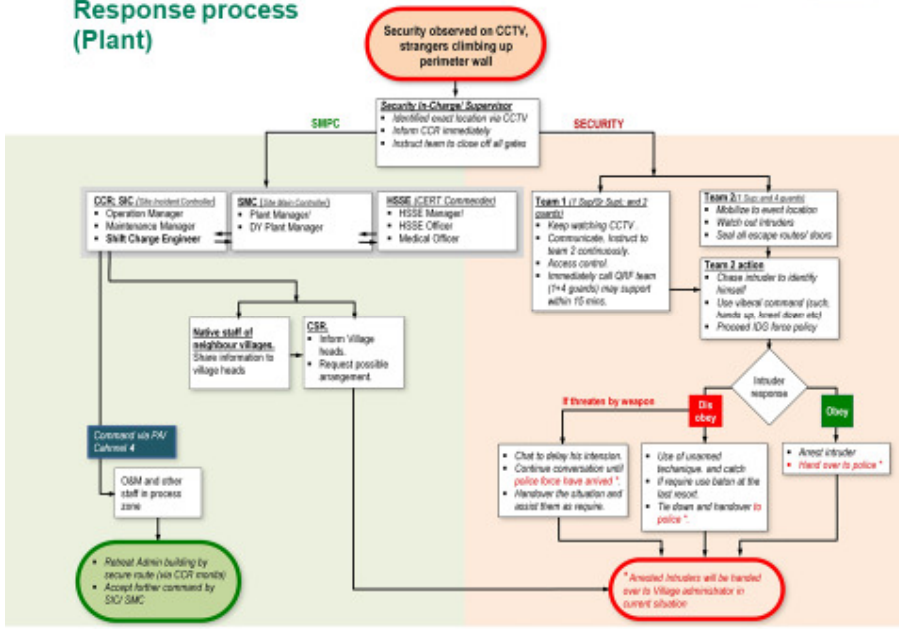 Response process
(Plant)
Security observed on CCTV,
strangers climbing up
perimeter wall
Security In-Charge/ Supervisor
Identified exact location via CCTV
Inform CCR immediately
Instruct team to close off all gates
SMPC
SECURITY
CCR; SIC (Site Incident Controller)
Operation Manager
Maintenance Manager
Shift Charge Engineer
SMC (Site Main Controller)
Plant Manager/
DY Plant Manager
HSSE (CERT Commander)
HSSE Manager/
HSSE Officer
Medical Officer
Team 1 (1 Sup/Sr Supt; and 2
guards)
Keep watching CCTV.
Communicate, Instruct to
team 2 continuously.
Access control.
Immediately call QRF team
(1+4 guards) may support
within 15 mins.
Team 2(1 Sup; and 4 guards)
Mobilize to event location
Watch out Intruders
Seal all escape routes/ doors
Team 2 action
Chase intruder to identify
himself
Use viberal command (such,
hands up, kneel down etc)
Proceed IDG force policy
Native staff of
neighbour villages.
Share information to
village heads
CSR.
Inform Village
heads.
Request possible
arrangement.
Intruder
response
If threaten by weapon
Dis
obey
Obey
Command via PA/
Cahnnel 4
O&M and other
staff in process
zone
Chat to delay his intension.
Continue conversation until
police force have arrived *.
Handover the situation and
assist them as require.
Use of unarmed
technique. and catch
If require use baton at the
last resort.
Tie down and handover to
police *.
Arrest intruder
Hand over to police *
Retreat Admin building by
secure route (via CCR monito)
Accept further command by
SIC/ SMC
* Arrested Intruders will be handed
over to Village administrator in
current situation